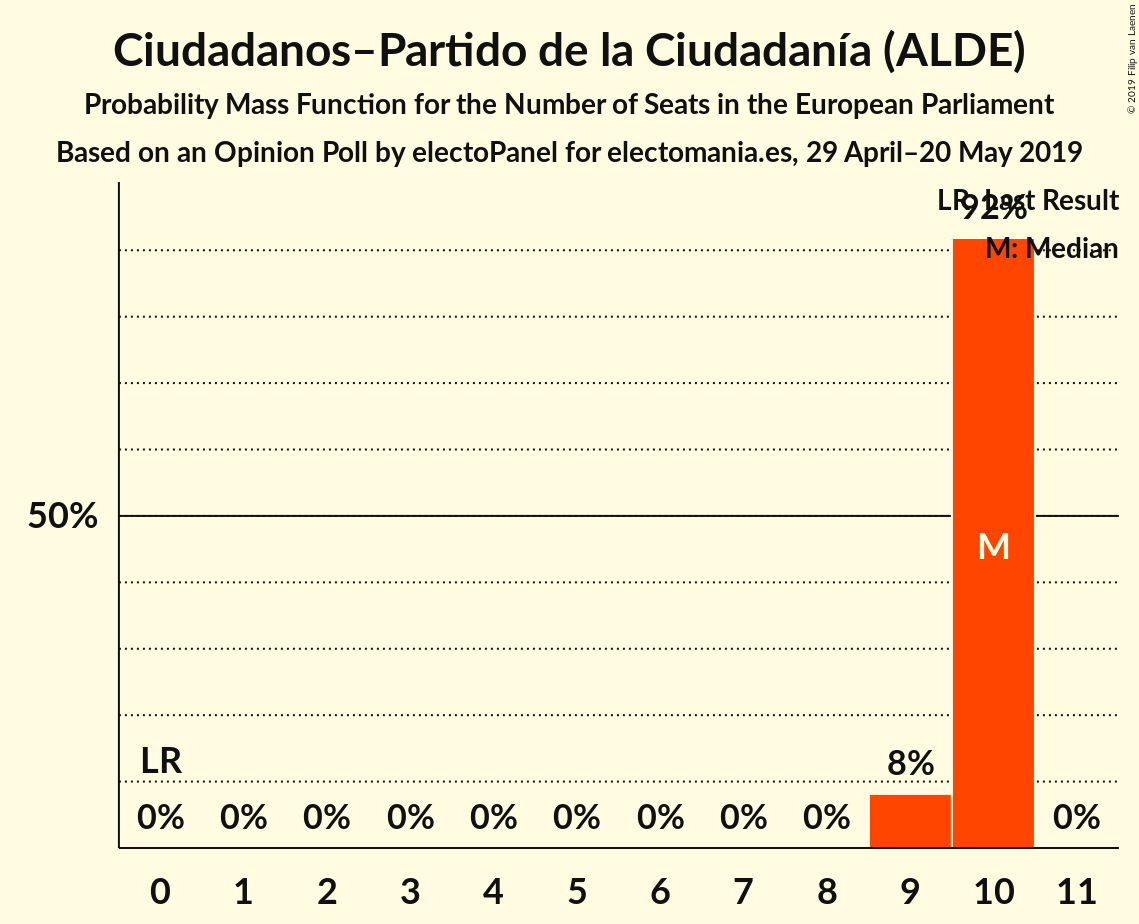 Ciudadanos–Partido de la Ciudadanía (ALDE)
Probability Mass Function for the Number of Seats in the European Parliament
Based on an Opinion Poll by electoPanel for electomania.es, 29 April–20 May 2019
© 2019 Filip van Laenen
LR: Last Result
92%
M: Median
50%
M
LR
8%
0% 0% 0% 0% 0% 0% 0% 0% 0% 0%
0 1 2 3 4 5 6 7 8 9 10 11